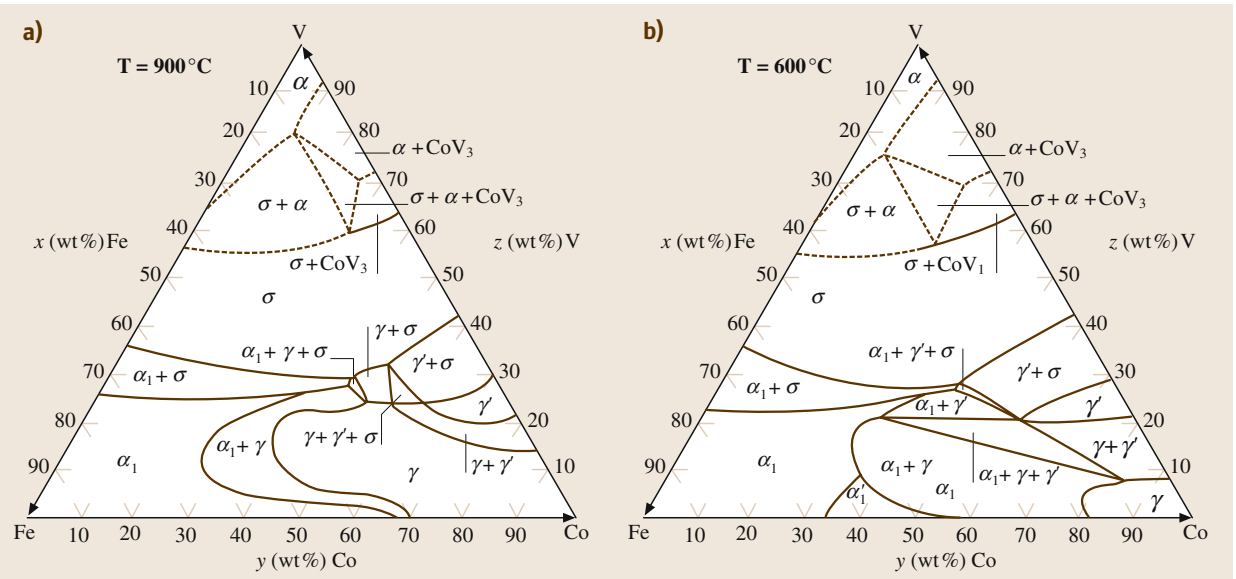 a)
T = 900 °C
V
10 α 90
20 80
α + CoV3
30 70
σ + α σ + α + CoV3
40 60
x (wt%) Fe z (wt%) V
σ + CoV3
50 50
σ
60 γ + σ 40
α1 + γ + σ
70 α1 + σ γ′ + σ 30
γ′
80 20
α1 + γ γ + γ′ + σ
90 α1 γ γ + γ′ 10
Fe 10 20 30 40 50 60 70 80 90 Co
y (wt%) Co
b)
T = 600 °C
V
α
10 90
20 80
α + CoV3
30 70
σ + α σ + α + CoV3
40 60
x (wt%) Fe z (wt%) V
σ + CoV1
50 50
σ
60 40
α1 + γ′ + σ
70 α1 + σ γ′ + σ 30
α1 + γ′ γ′
80 20
γ + γ′
90 α1 α1 + γ α1 + γ + γ′ 10
α′1 α1 γ
Fe 10 20 30 40 50 60 70 80 90 Co
y (wt%) Co